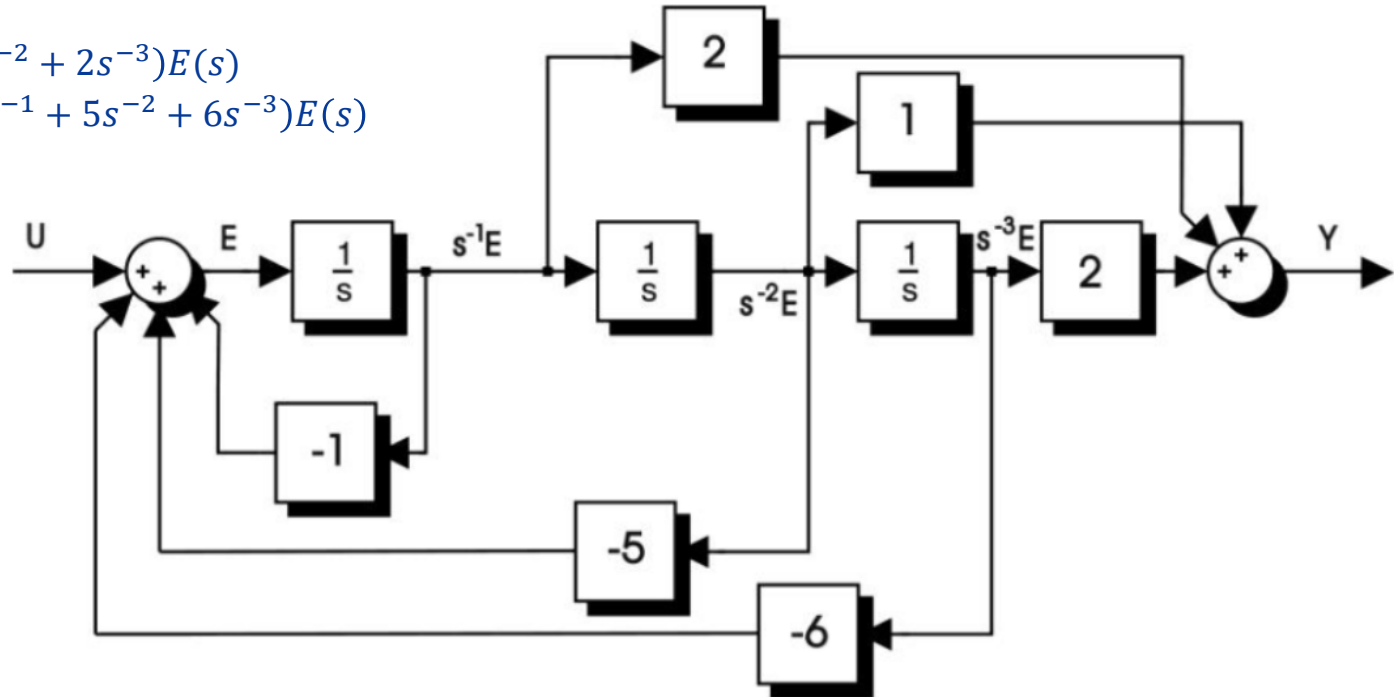 ⁻² + 2s⁻³)E(s)
⁻¹ + 5s⁻² + 6s⁻³)E(s)
2
1
U
E
1/s
s⁻¹E
1/s
s⁻²E
1/s
s⁻³E
2
Y
+
+
+
+
-1
-5
-6